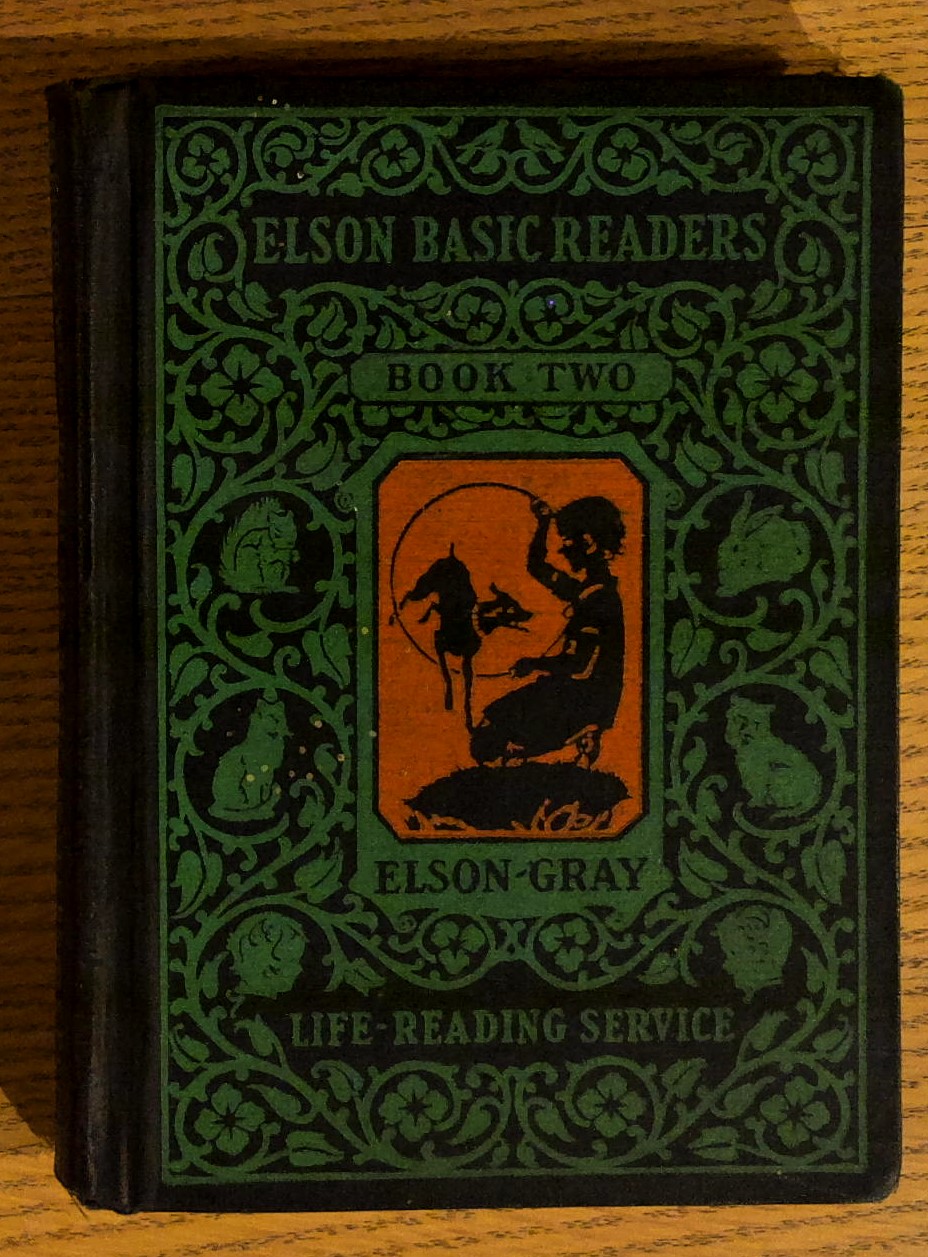 ELSON BASIC READERS
BOOK TWO
ELSON-GRAY
LIFE-READING SERVICE